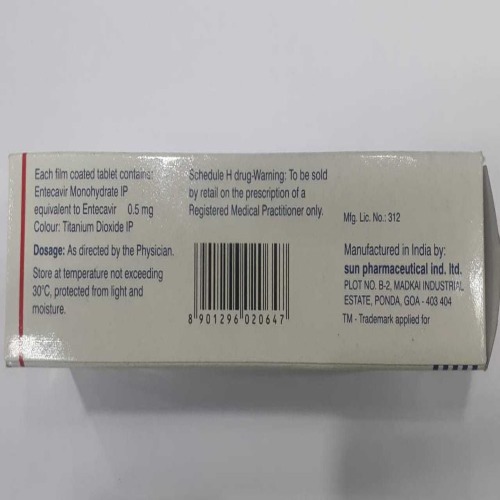 Each film coated tablet contains:
Entecavir Monohydrate IP
equivalent to Entecavir 0.5 mg
Colour: Titanium Dioxide IP
Dosage: As directed by the Physician.
Store at temperature not exceeding
30°C, protected from light and
moisture.
Schedule H drug-Warning: To be sold
by retail on the prescription of a
Registered Medical Practitioner only.
8 901296 020647
Mfg. Lic. No.: 312
Manufactured in India by:
sun pharmaceutical ind. ltd.
PLOT NO. B-2, MADKAI INDUSTRIAL
ESTATE, PONDA, GOA - 403 404
TM - Trademark applied for